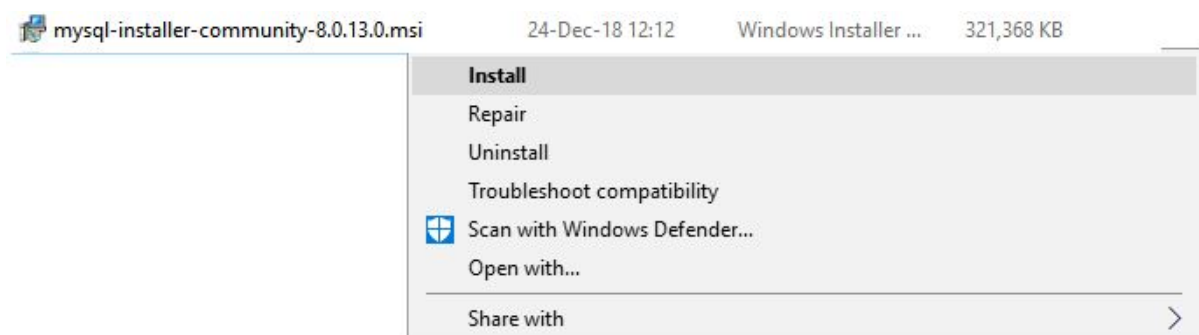 mysql-installer-community-8.0.13.0.msi 24-Dec-18 12:12 Windows Installer ... 321,368 KB
Install
Repair
Uninstall
Troubleshoot compatibility
Scan with Windows Defender...
Open with...
Share with